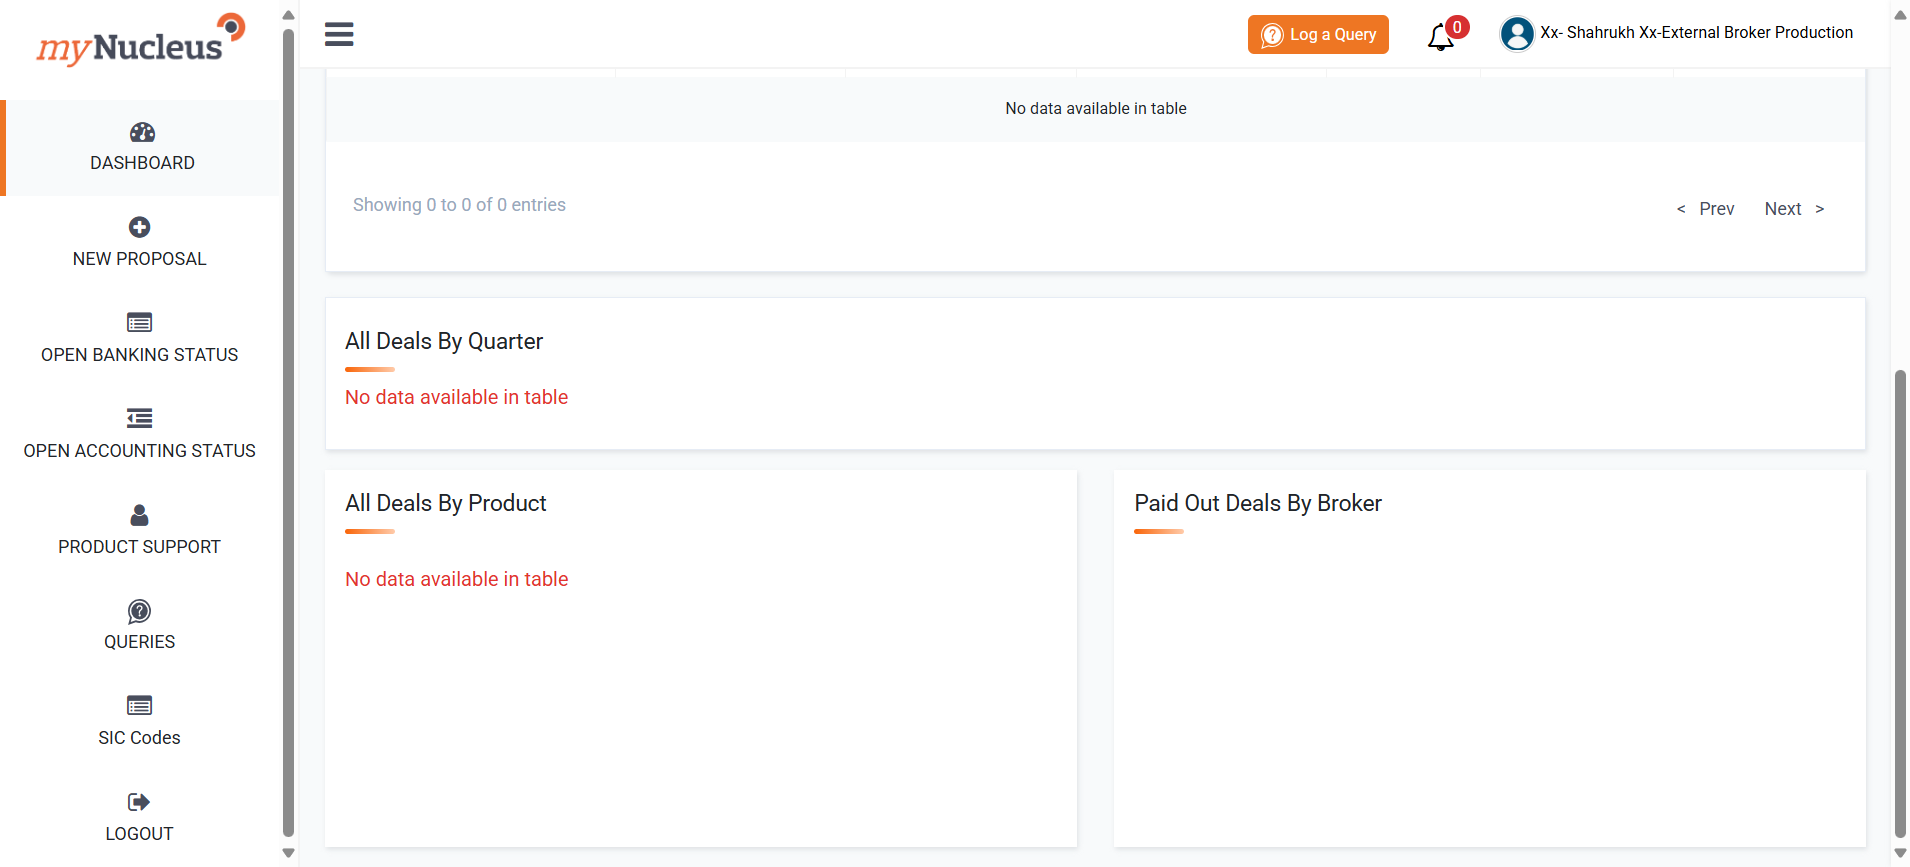 myNucleus
DASHBOARD
NEW PROPOSAL
OPEN BANKING STATUS
OPEN ACCOUNTING STATUS
PRODUCT SUPPORT
QUERIES
SIC Codes
LOGOUT
Log a Query
0
Xx- Shahrukh Xx-External Broker Production
No data available in table
Showing 0 to 0 of 0 entries
< Prev Next >
All Deals By Quarter
No data available in table
All Deals By Product
No data available in table
Paid Out Deals By Broker